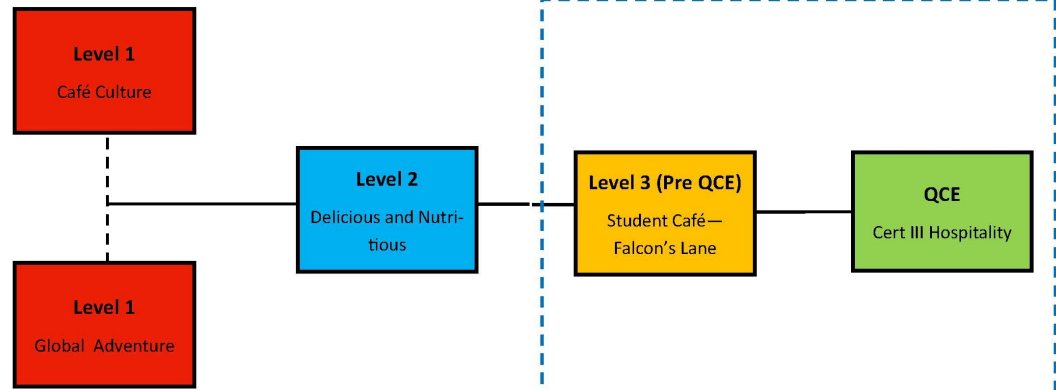 Level 1
Café Culture
Level 1
Global Adventure
Level 2
Delicious and Nutri-
tious
Level 3 (Pre QCE)
Student Café—
Falcon's Lane
QCE
Cert III Hospitality